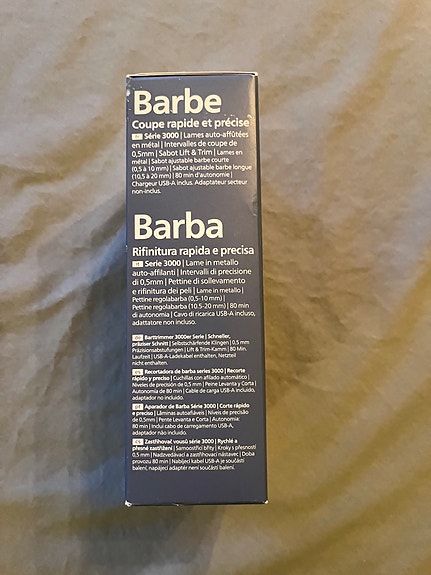 Barbe
Coupe rapide et précise
Série 3000 | Lames auto-affûtées
en métal | Intervalles de coupe de
0,5mm | Sabot Lift & Trim | Lames en
métal | Sabot ajustable barbe courte
(0,5 à 10 mm) | Sabot ajustable barbe longue
(10,5 à 20 mm) | 80 min d'autonomie |
Chargeur USB-A inclus. Adaptateur secteur
non-inclus.
Barba
Rifinitura rapida e precisa
Serie 3000 | Lame in metallo
auto-affilanti | Intervalli di precisione
di 0,5mm | Pettine di sollevamento
e rifinitura dei peli | Lame in metallo |
Pettine regolabarba (0,5-10 mm) |
Pettine regolabarba (10.5-20 mm) | 80 min
di autonomia | Cavo di ricarica USB-A incluso,
adattatore non incluso.
Barttrimmer 3000er Serie | Schneller,
präziser Schnitt | Selbstschärfende Klingen | 0,5 mm
Präzisionsabstufungen | Lift & Trim-Kamm | 80 Min.
Laufzeit | USB-A-Ladekabel enthalten, Netzteil
nicht enthalten.
Recortadora de barba series 3000 | Recorte
rápido y preciso | Cuchillas con afilado automático |
Niveles de precisión de 0,5 mm | Peine Levanta y Corta |
Autonomía de 80 min | Cable de carga USB-A incluido,
adaptador no incluido.
Aparador de Barba Série 3000 | Corte rápido
e preciso | Lâminas autoafiáveis | Níveis de precisão
de 0,5mm | Pente Levanta e Corta | Autonomia:
80 min | Inclui cabo de carregamento USB-A,
adaptador não incluído.
Zastřihovač vousů série 3000 | Rychlé a
přesné zastřižení | Samoostřicí břity | Kroky s přesností
0,5 mm | Nadzvedávací a zastřihovací nástavec | Doba
provozu 80 min | Nabíjecí kabel USB-A je součástí
balení, napájecí adaptér není součástí balení.